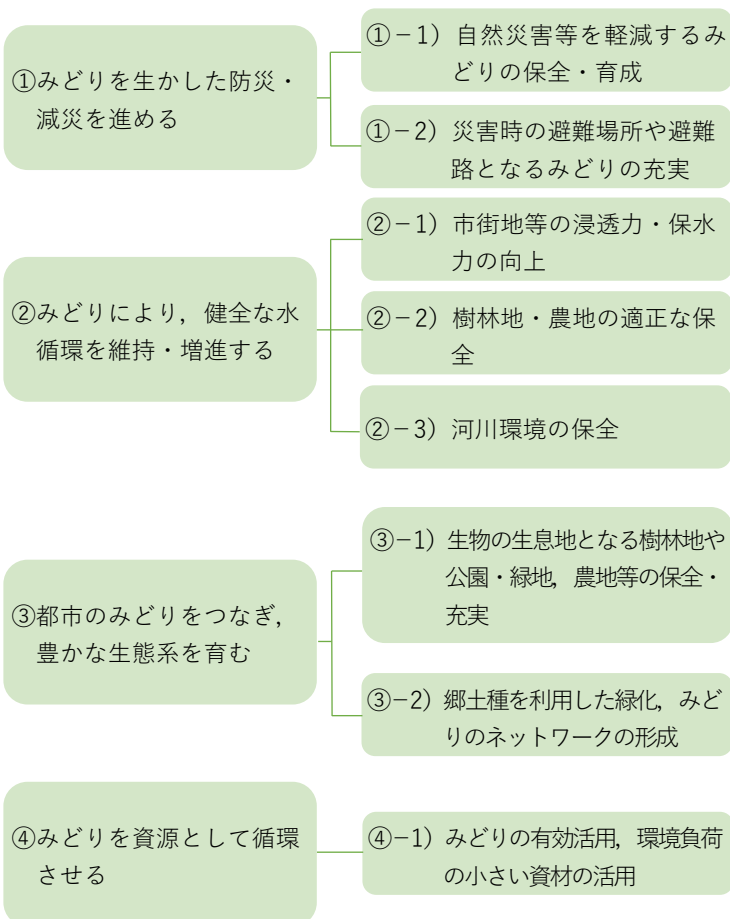 ①みどりを生かした防災・
減災を進める
①－1）自然災害等を軽減するみ
どりの保全・育成
①－2）災害時の避難場所や避難
路となるみどりの充実
②みどりにより，健全な水
循環を維持・増進する
②－1）市街地等の浸透力・保水
力の向上
②－2）樹林地・農地の適正な保
全
②－3）河川環境の保全
③都市のみどりをつなぎ，
豊かな生態系を育む
③－1）生物の生息地となる樹林地や
公園・緑地，農地等の保全・
充実
③－2）郷土種を利用した緑化，みど
りのネットワークの形成
④みどりを資源として循環
させる
④－1）みどりの有効活用，環境負荷
の小さい資材の活用